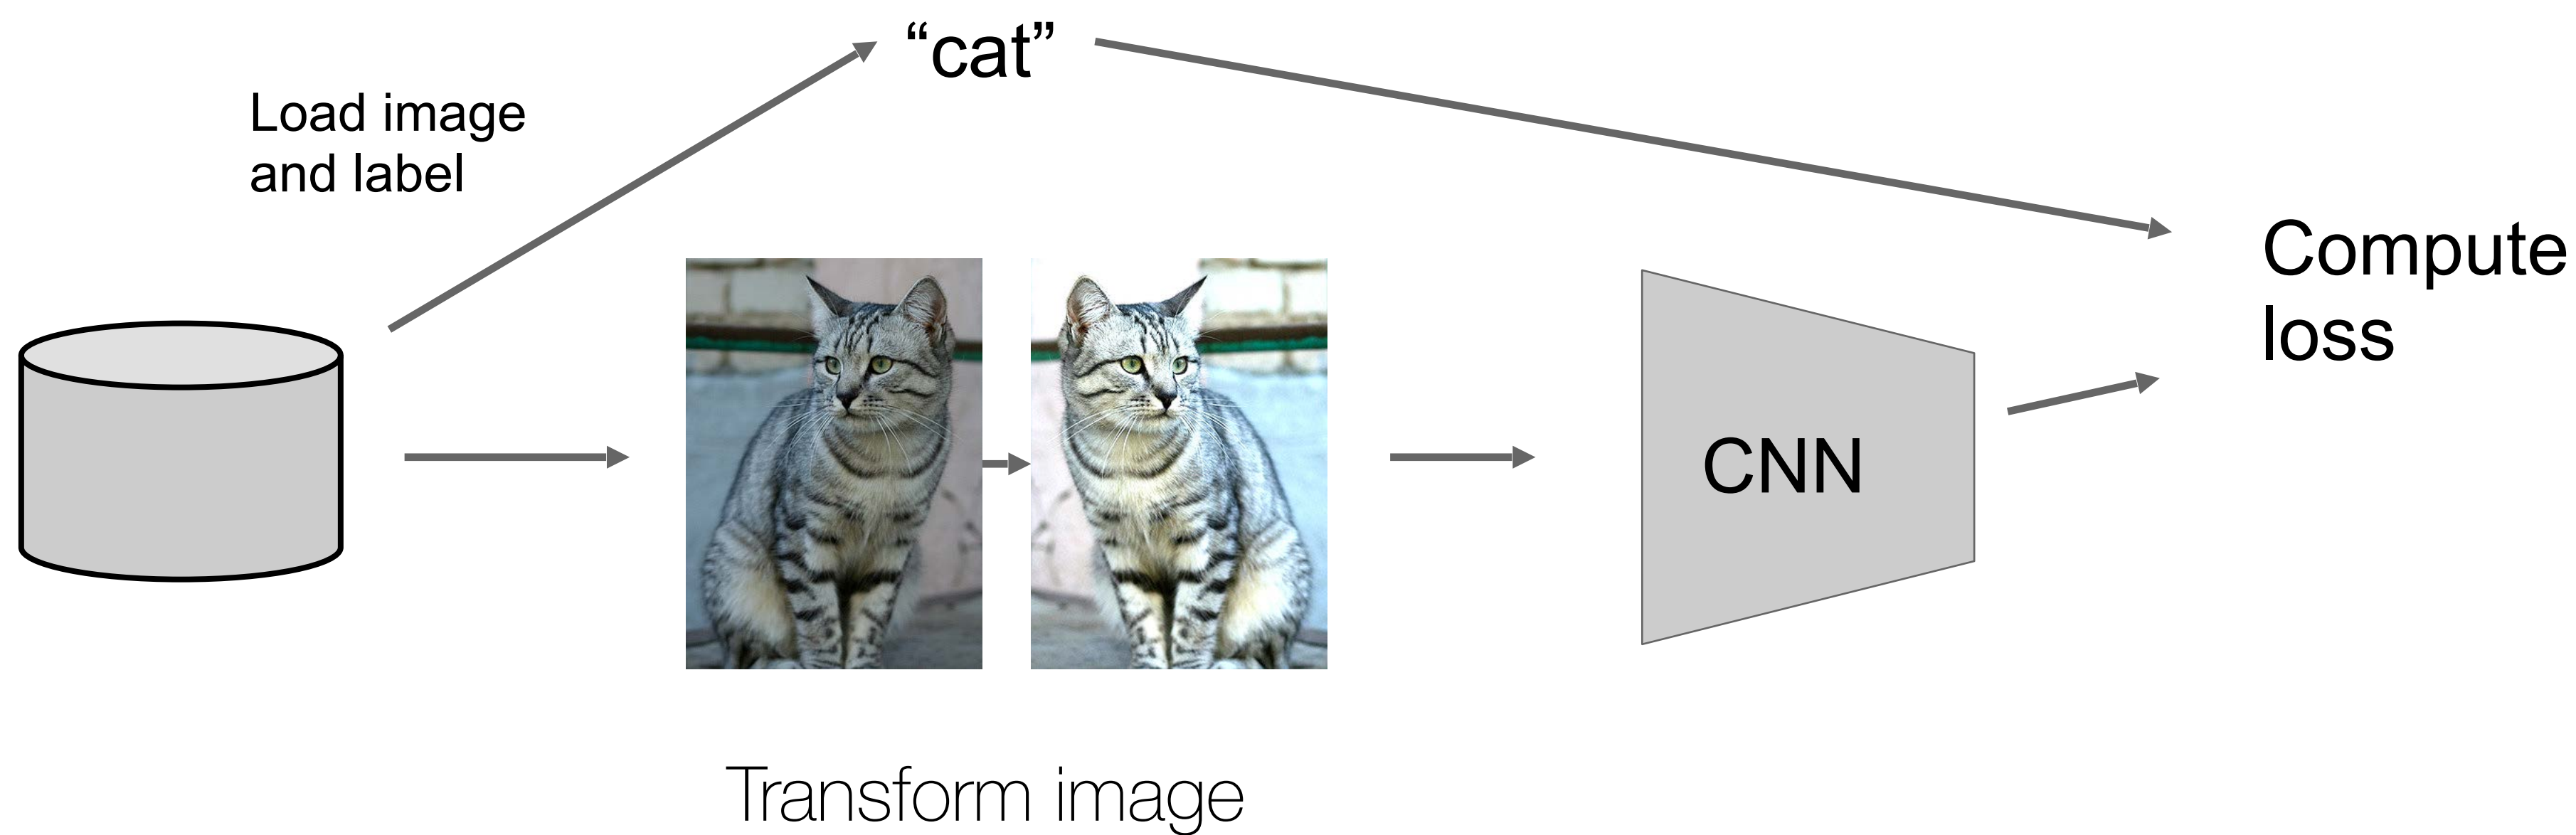 “cat”
Load image
and label
Compute
loss
CNN
Transform image